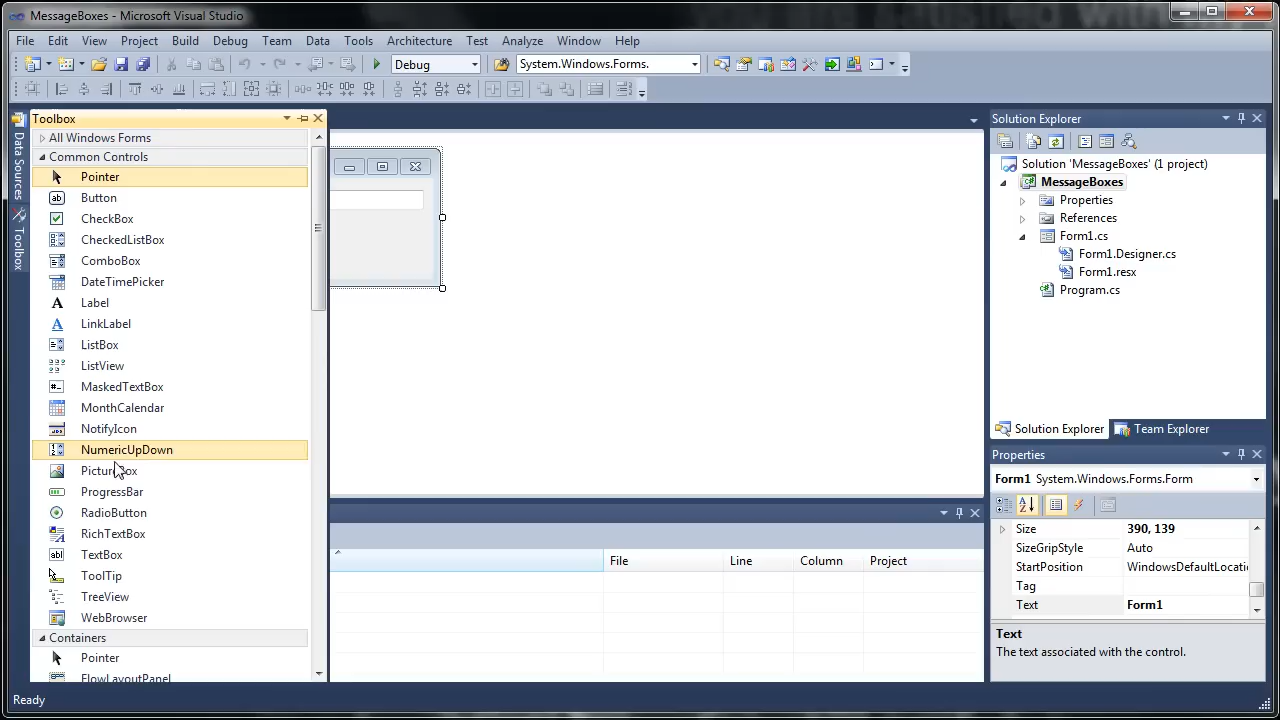 MessageBoxes - Microsoft Visual Studio
File Edit View Project Build Debug Team Data Tools Architecture Test Analyze Window Help
Debug System.Windows.Forms.
Data Sources
Toolbox
Toolbox
All Windows Forms
Common Controls
Pointer
Button
CheckBox
CheckedListBox
ComboBox
DateTimePicker
Label
LinkLabel
ListBox
ListView
MaskedTextBox
MonthCalendar
NotifyIcon
NumericUpDown
PictureBox
ProgressBar
RadioButton
RichTextBox
TextBox
ToolTip
TreeView
WebBrowser
Containers
Pointer
FlowLayoutPanel
File Line Column Project
Solution Explorer
Solution 'MessageBoxes' (1 project)
MessageBoxes
Properties
References
Form1.cs
Form1.Designer.cs
Form1.resx
Program.cs
Solution Explorer Team Explorer
Properties
Form1 System.Windows.Forms.Form
Size 390, 139
SizeGripStyle Auto
StartPosition WindowsDefaultLocati
Tag
Text Form1
Text
The text associated with the control.
Ready